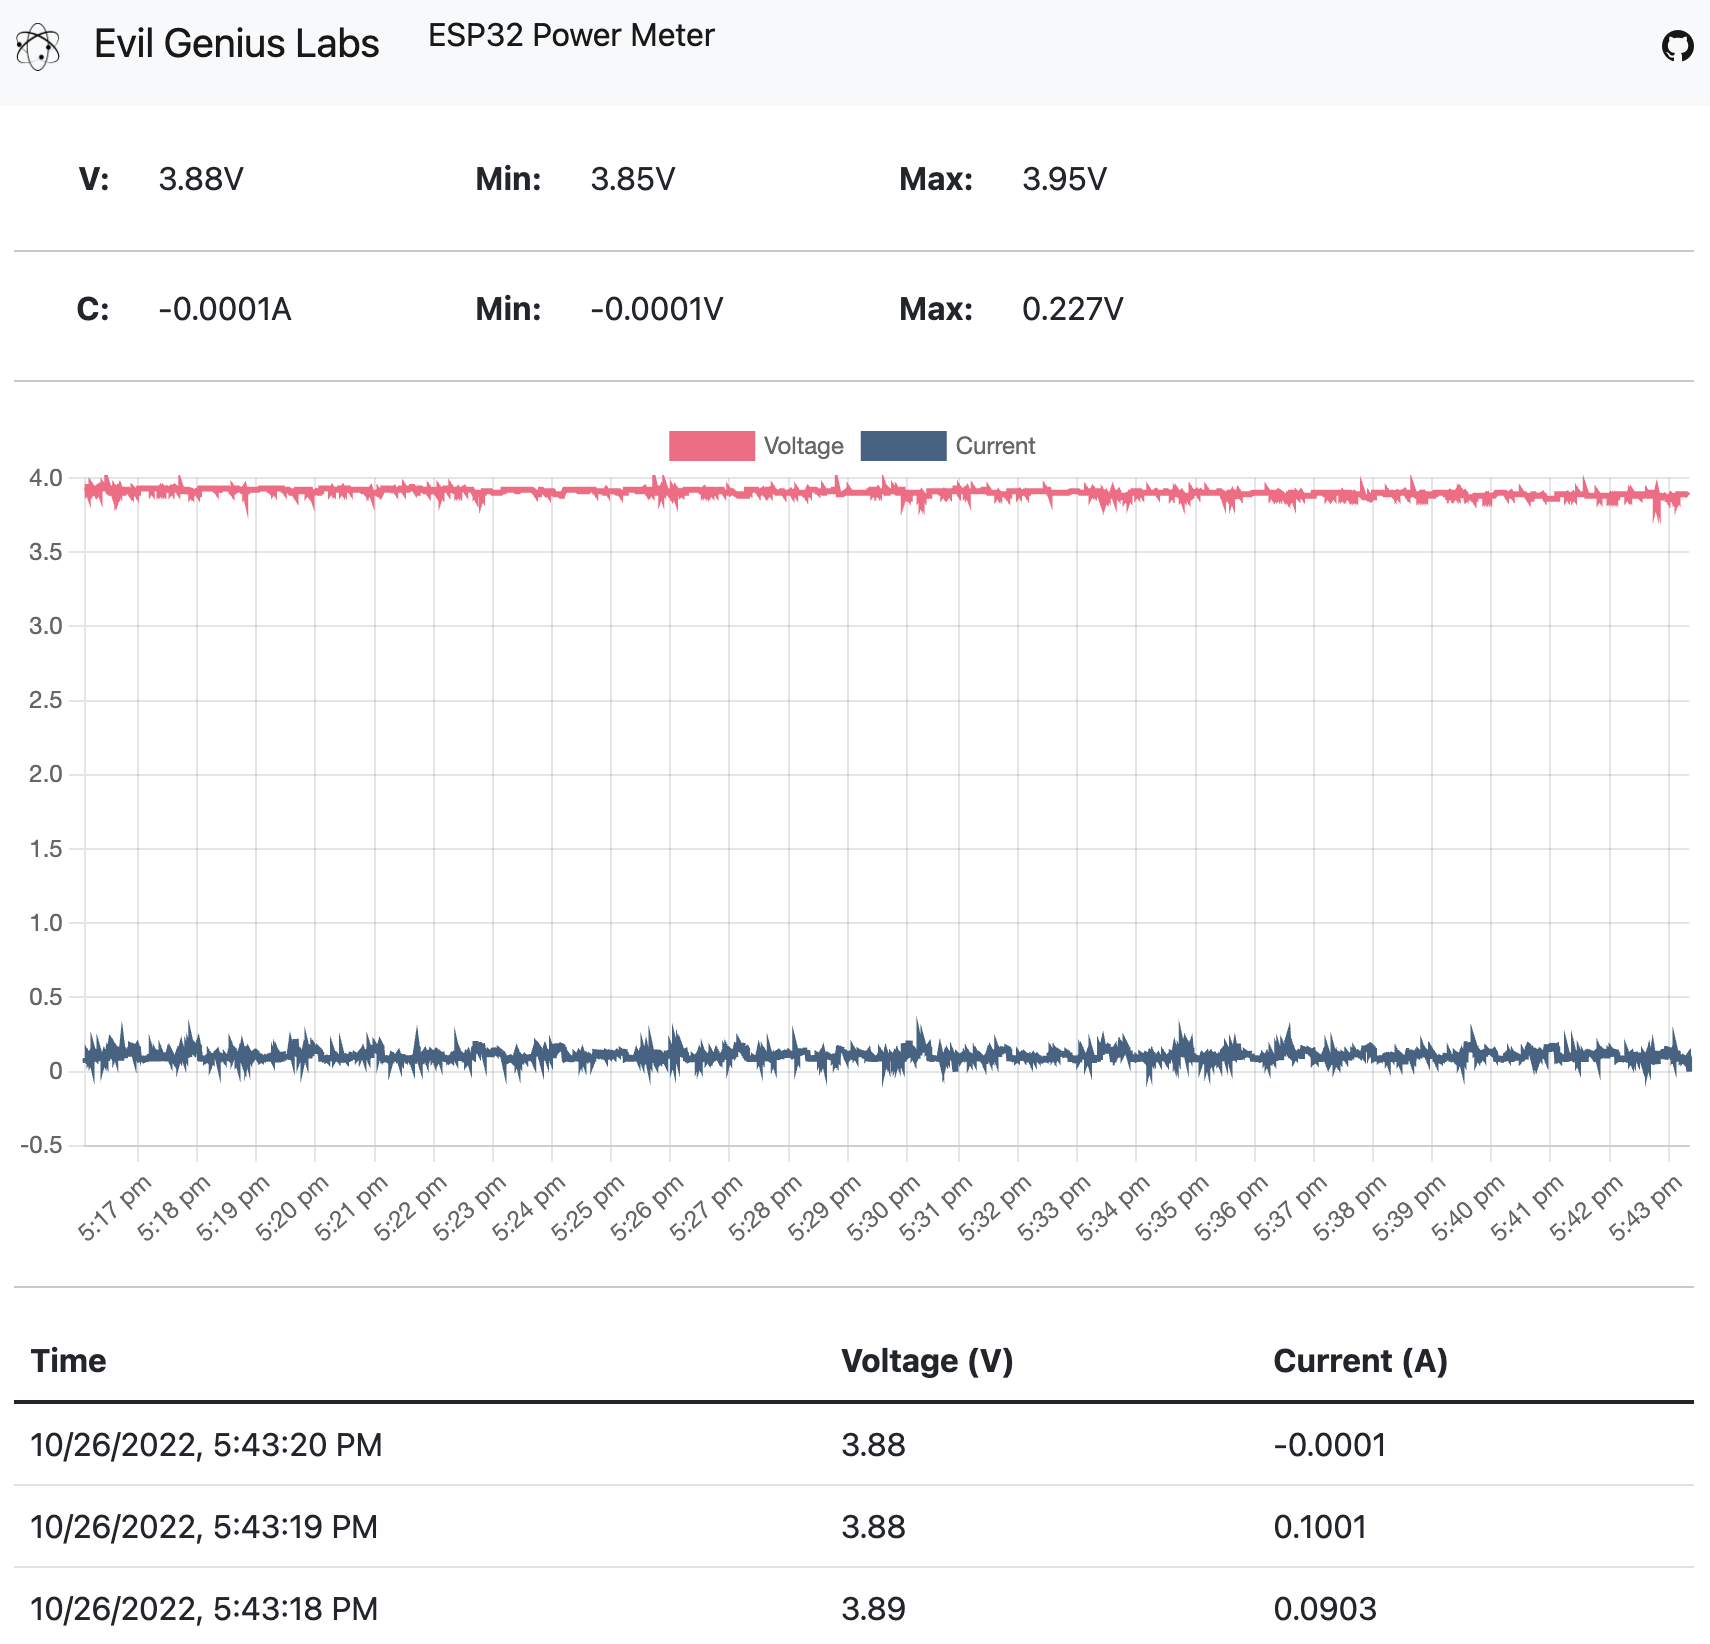 Evil Genius Labs ESP32 Power Meter
V: 3.88V Min: 3.85V Max: 3.95V
C: -0.0001A Min: -0.0001V Max: 0.227V
Voltage Current
4.0
3.5
3.0
2.5
2.0
1.5
1.0
0.5
0
-0.5
5:17 pm 5:18 pm 5:19 pm 5:20 pm 5:21 pm 5:22 pm 5:23 pm 5:24 pm 5:25 pm 5:26 pm 5:27 pm 5:28 pm 5:29 pm 5:30 pm 5:31 pm 5:32 pm 5:33 pm 5:34 pm 5:35 pm 5:36 pm 5:37 pm 5:38 pm 5:39 pm 5:40 pm 5:41 pm 5:42 pm 5:43 pm
Time Voltage (V) Current (A)
10/26/2022, 5:43:20 PM 3.88 -0.0001
10/26/2022, 5:43:19 PM 3.88 0.1001
10/26/2022, 5:43:18 PM 3.89 0.0903